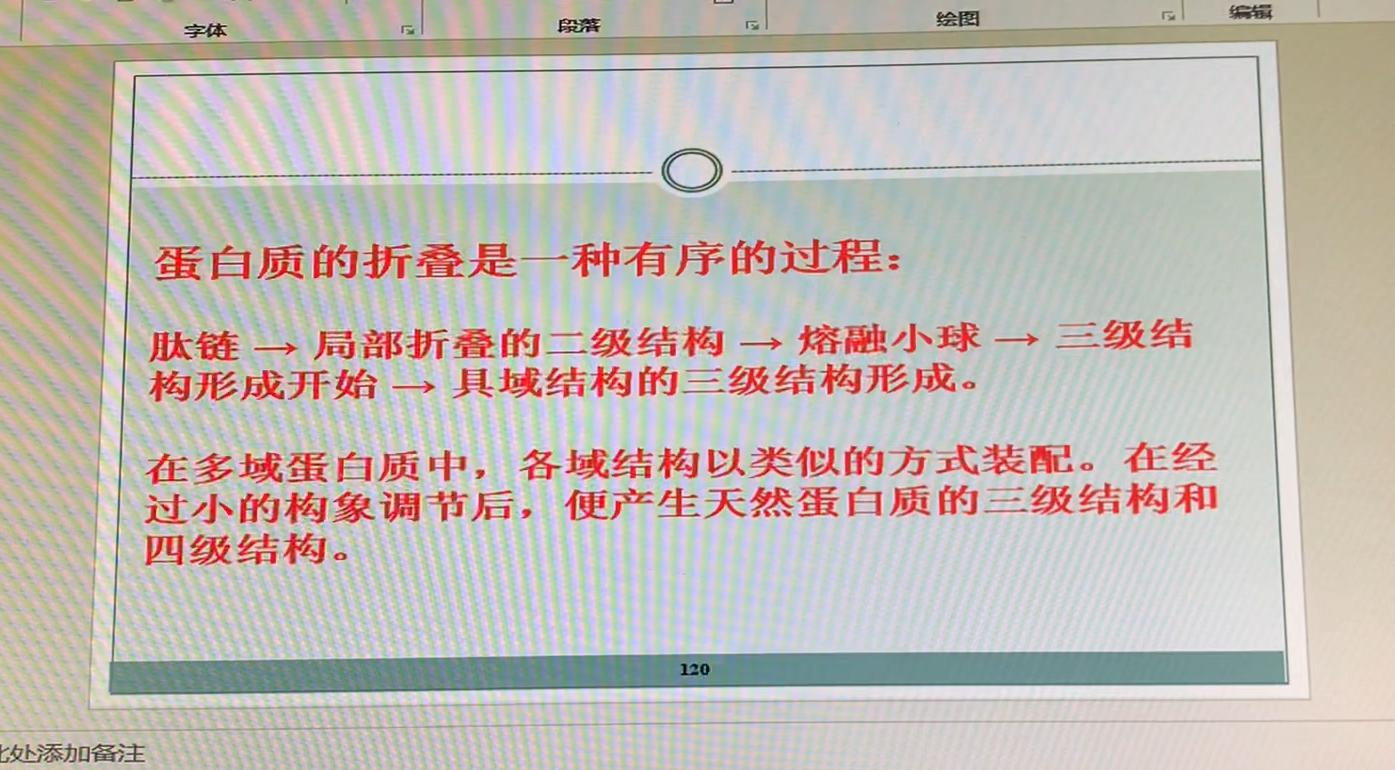 字体
段落
绘图
编辑
蛋白质的折叠是一种有序的过程：
肽链 → 局部折叠的二级结构 → 熔融小球 → 三级结
构形成开始 → 具域结构的三级结构形成。
在多域蛋白质中，各域结构以类似的方式装配。在经
过小的构象调节后，便产生天然蛋白质的三级结构和
四级结构。
120
此处添加备注